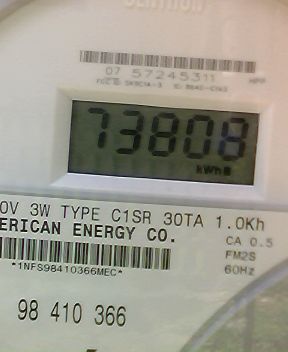 CENTRON
07 57245311
73808
kWh
0V 3W TYPE C1SR 30TA 1.0Kh
ERICAN ENERGY CO.
CA 0.5
FM2S
60Hz
*1NFS98410366MEC*
98 410 366